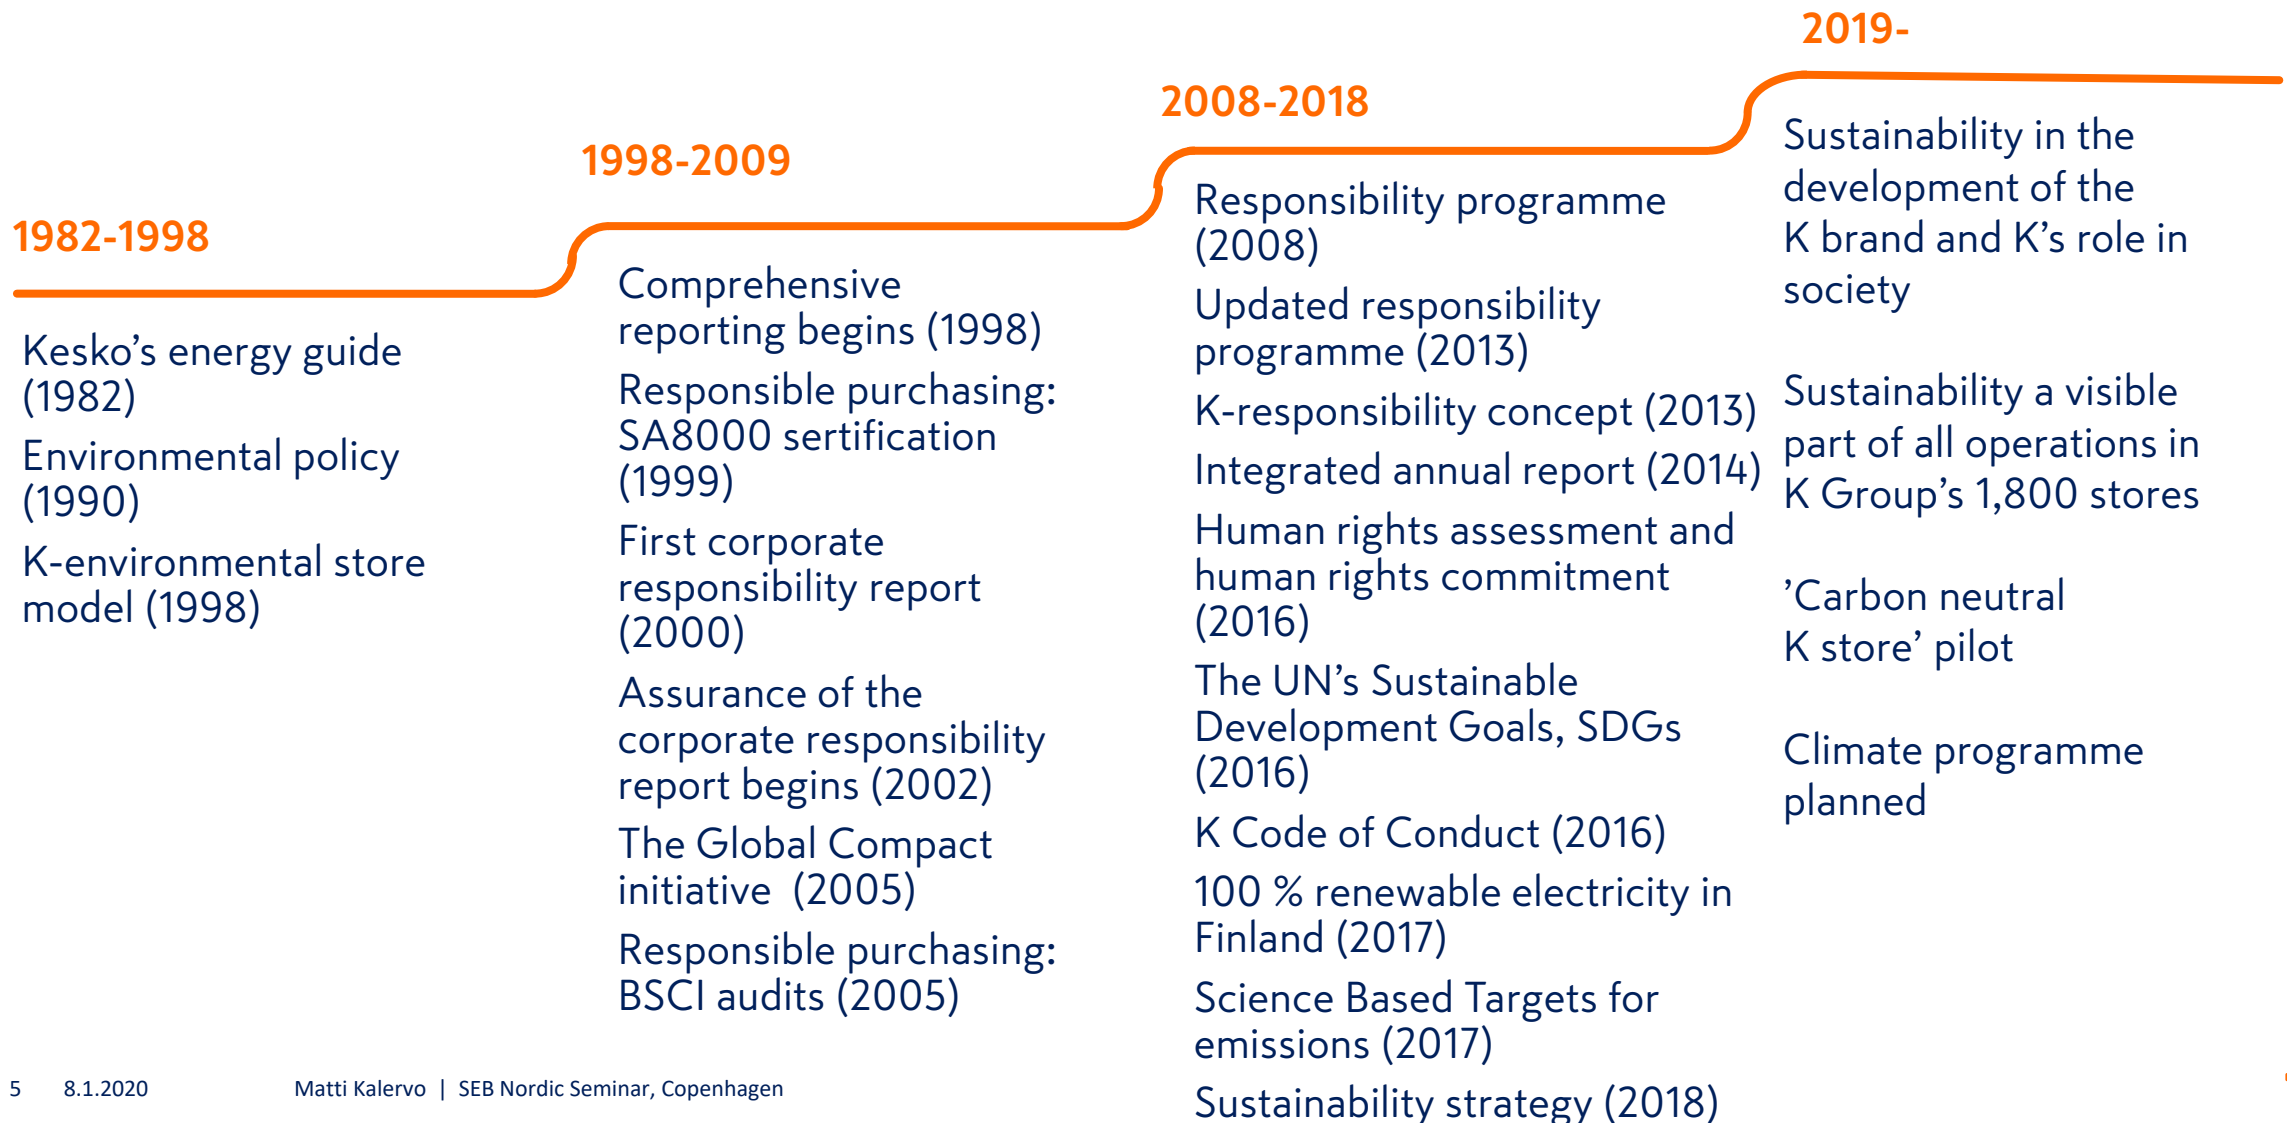 1982-1998
Kesko’s energy guide
(1982)
Environmental policy
(1990)
K-environmental store
model (1998)
1998-2009
Comprehensive
reporting begins (1998)
Responsible purchasing:
SA8000 sertification
(1999)
First corporate
responsibility report
(2000)
Assurance of the
corporate responsibility
report begins (2002)
The Global Compact
initiative (2005)
Responsible purchasing:
BSCI audits (2005)
2008-2018
Responsibility programme
(2008)
Updated responsibility
programme (2013)
K-responsibility concept (2013)
Integrated annual report (2014)
Human rights assessment and
human rights commitment
(2016)
The UN’s Sustainable
Development Goals, SDGs
(2016)
K Code of Conduct (2016)
100 % renewable electricity in
Finland (2017)
Science Based Targets for
emissions (2017)
Sustainability strategy (2018)
2019-
Sustainability in the
development of the
K brand and K’s role in
society
Sustainability a visible
part of all operations in
K Group’s 1,800 stores
’Carbon neutral
K store’ pilot
Climate programme
planned
5 8.1.2020 Matti Kalervo | SEB Nordic Seminar, Copenhagen